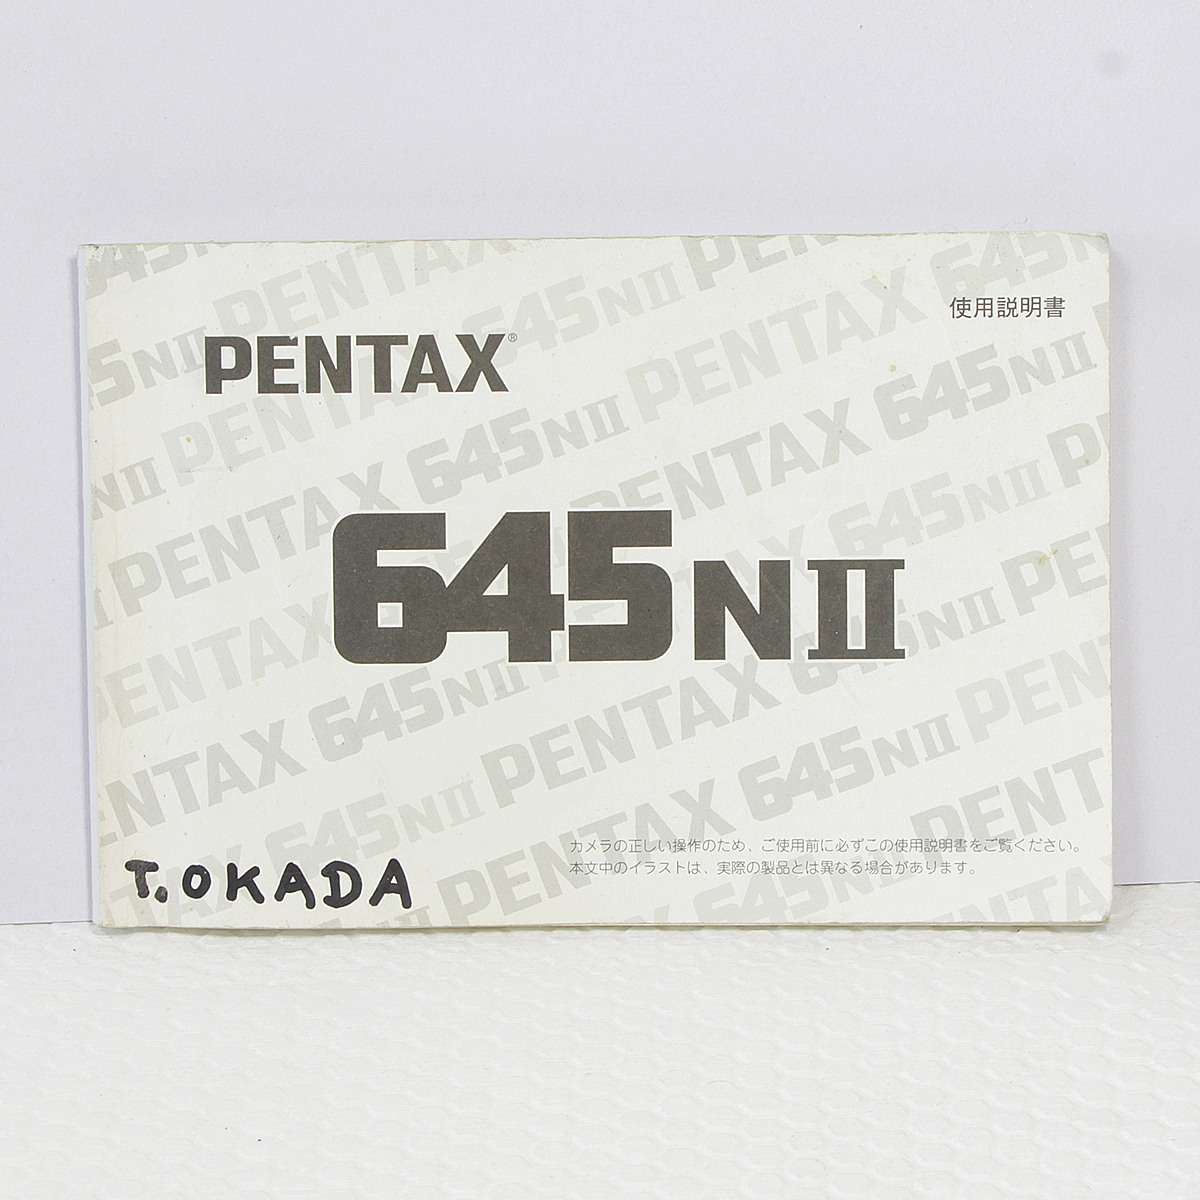 使用説明書
PENTAX®
645NII
カメラの正しい操作のため、ご使用前に必ずこの使用説明書をご覧ください。
本文中のイラストは、実際の製品とは異なる場合があります。
T. OKADA